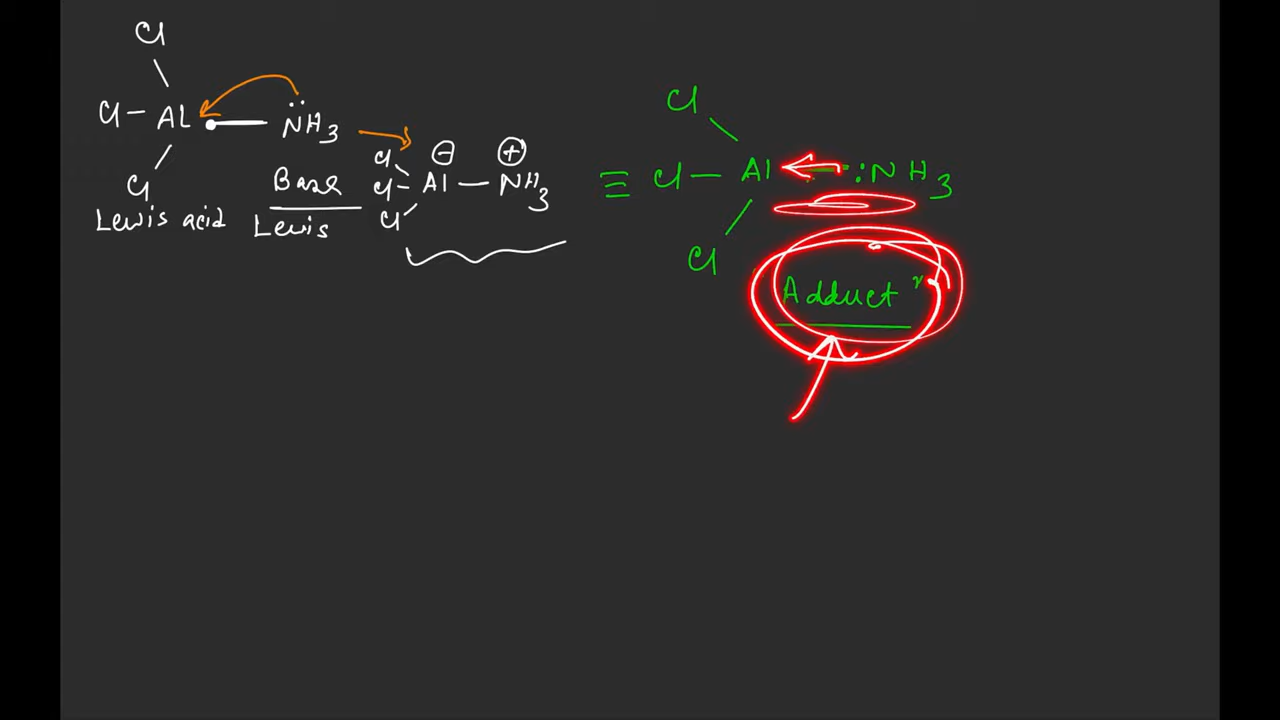 Cl
Cl – Al — N̈H3
Cl
Lewis acid
Base
Lewis
Cl ⊖ ⊕
Cl – Al — NH3
Cl
Cl
≡ Cl — Al ← :NH3
Cl
Adduct